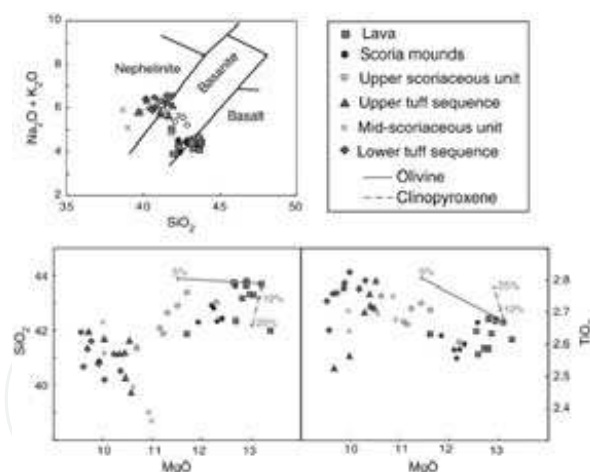 10
8
6
4
2
Na2O + K2O
Nephelinite
Basanite
Basalt
35 40 45 50
SiO2
Lava
Scoria mounds
Upper scoriaceous unit
Upper tuff sequence
Mid-scoriaceous unit
Lower tuff sequence
Olivine
Clinopyroxene
44
42
40
SiO2
5%
10%
20%
10 11 12 13
MgO
5%
10%
2.8
2.7
2.6
2.5
2.4
TiO2
10 11 12 13
MgO